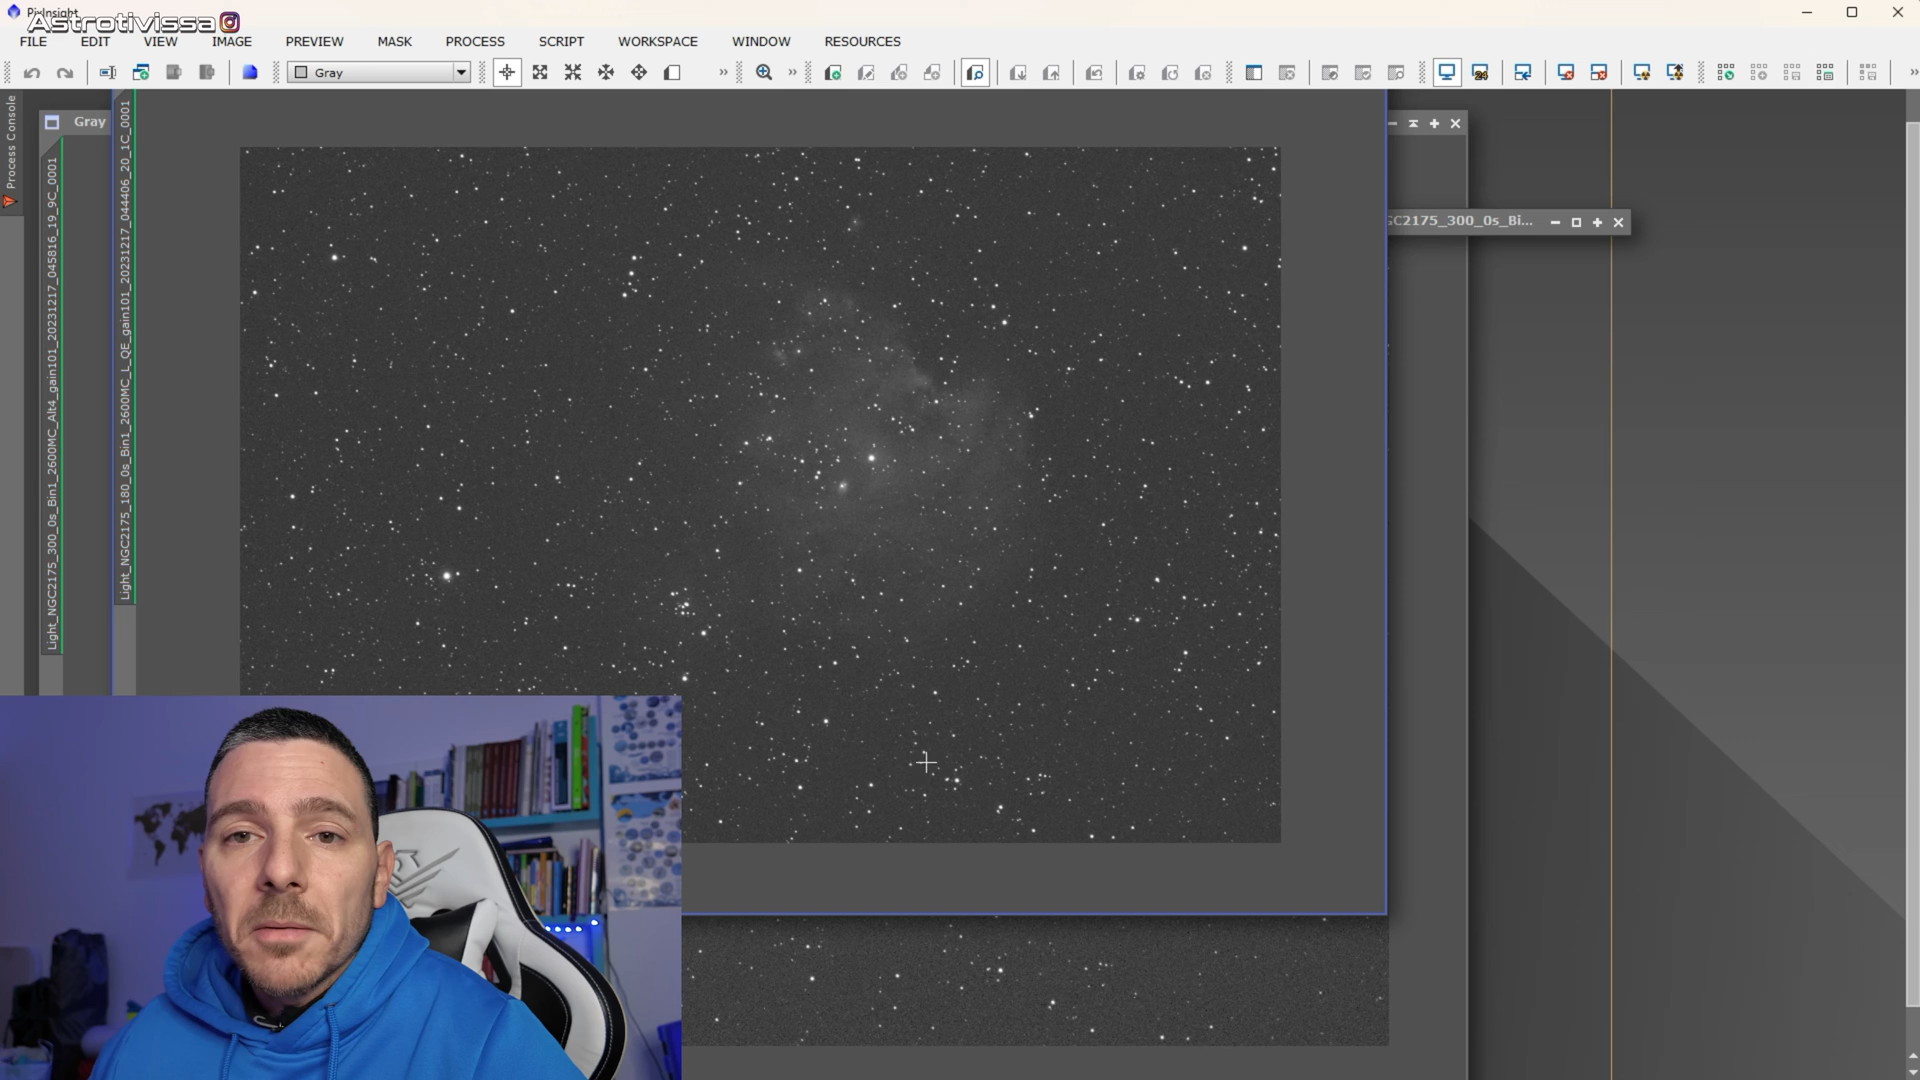 PixInsight
Astrotivissa
FILE EDIT VIEW IMAGE PREVIEW MASK PROCESS SCRIPT WORKSPACE WINDOW RESOURCES
Gray
24
Process Console
Gray
Light_NGC2175_300_0s_Bin1_2600MC_Alt4_gain101_20231217_045816_19_9C_0001
Light_NGC2175_180_0s_Bin1_2600MC_L_QE_gain101_20231217_044406_20_1C_0001
GC2175_300_0s_Bi...